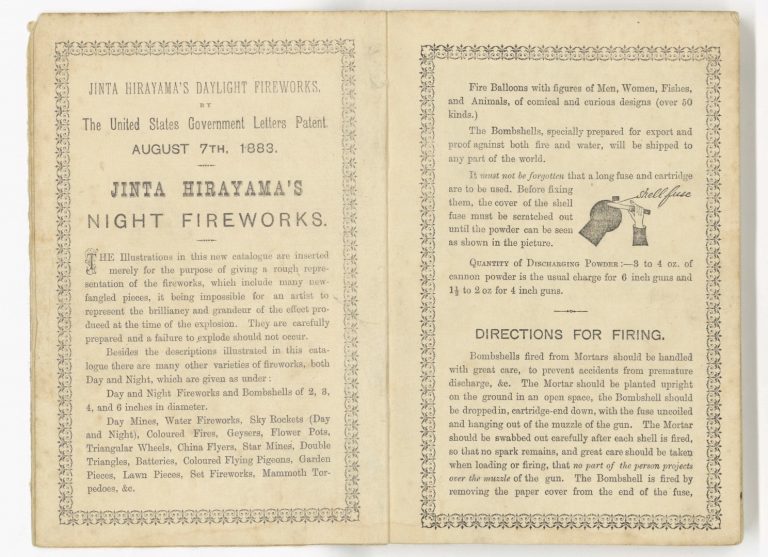 JINTA HIRAYAMA'S DAYLIGHT FIREWORKS.
BY
The United States Government Letters Patent.
AUGUST 7TH, 1883.
JINTA HIRAYAMA'S
NIGHT FIREWORKS.
THE Illustrations in this new catalogue are inserted
merely for the purpose of giving a rough repre-
sentation of the fireworks, which include many new-
fangled pieces, it being impossible for an artist to
represent the brilliancy and grandeur of the effect pro-
duced at the time of the explosion. They are carefully
prepared and a failure to explode should not occur.
Besides the descriptions illustrated in this cata-
logue there are many other varieties of fireworks, both
Day and Night, which are given as under:
Day and Night Fireworks and Bombshells of 2, 3,
4, and 6 inches in diameter.
Day Mines, Water Fireworks, Sky Rockets (Day
and Night), Coloured Fires, Geysers, Flower Pots,
Triangular Wheels, China Flyers, Star Mines, Double
Triangles, Batteries, Coloured Flying Pigeons, Garden
Pieces, Lawn Pieces, Set Fireworks, Mammoth Tor-
pedoes, &c.
Fire Balloons with figures of Men, Women, Fishes,
and Animals, of comical and curious designs (over 50
kinds.)
The Bombshells, specially prepared for export and
proof against both fire and water, will be shipped to
any part of the world.
It must not be forgotten that a long fuse and cartridge
are to be used. Before fixing
them, the cover of the shell
fuse must be scratched out
until the powder can be seen
as shown in the picture.
shell fuse
QUANTITY OF DISCHARGING POWDER:—3 to 4 oz. of
cannon powder is the usual charge for 6 inch guns and
1½ to 2 oz for 4 inch guns.
DIRECTIONS FOR FIRING.
Bombshells fired from Mortars should be handled
with great care, to prevent accidents from premature
discharge, &c. The Mortar should be planted upright
on the ground in an open space, the Bombshell should
be dropped in, cartridge-end down, with the fuse uncoiled
and hanging out of the muzzle of the gun. The Mortar
should be swabbed out carefully after each shell is fired,
so that no spark remains, and great care should be taken
when loading or firing, that no part of the person projects
over the muzzle of the gun. The Bombshell is fired by
removing the paper cover from the end of the fuse,